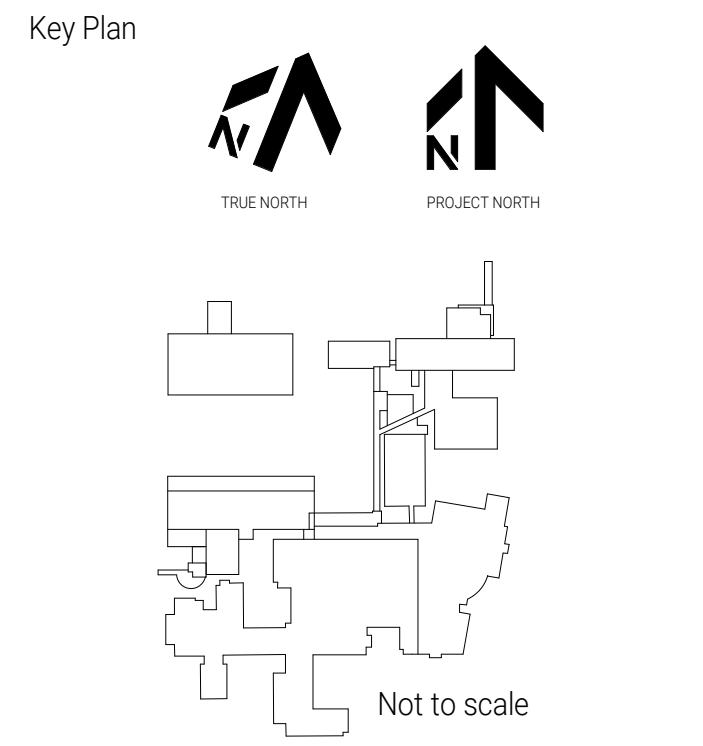 Key Plan
N
N
TRUE NORTH
PROJECT NORTH
Not to scale